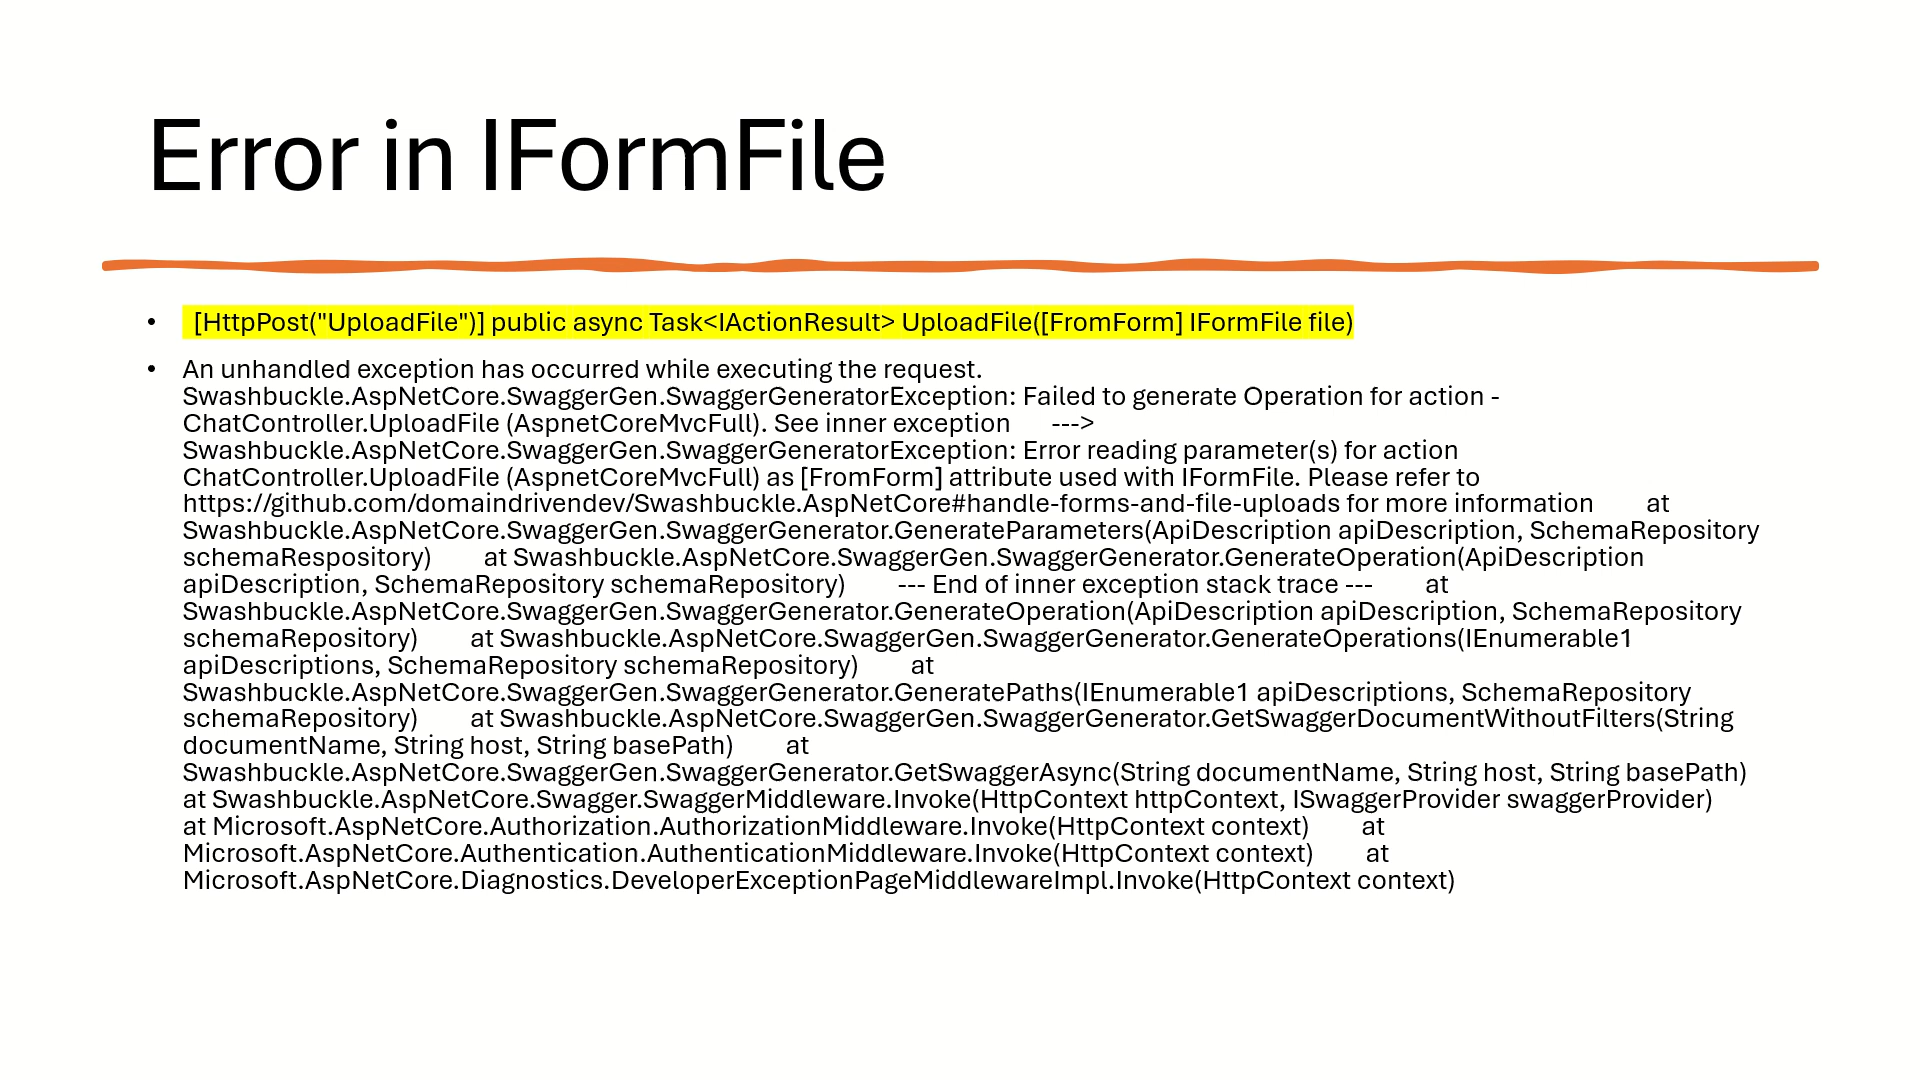 Error in IFormFile
• [HttpPost("UploadFile")] public async Task<IActionResult> UploadFile([FromForm] IFormFile file)
• An unhandled exception has occurred while executing the request.
Swashbuckle.AspNetCore.SwaggerGen.SwaggerGeneratorException: Failed to generate Operation for action -
ChatController.UploadFile (AspnetCoreMvcFull). See inner exception --->
Swashbuckle.AspNetCore.SwaggerGen.SwaggerGeneratorException: Error reading parameter(s) for action
ChatController.UploadFile (AspnetCoreMvcFull) as [FromForm] attribute used with IFormFile. Please refer to
https://github.com/domaindrivendev/Swashbuckle.AspNetCore#handle-forms-and-file-uploads for more information at
Swashbuckle.AspNetCore.SwaggerGen.SwaggerGenerator.GenerateParameters(ApiDescription apiDescription, SchemaRepository
schemaRespository) at Swashbuckle.AspNetCore.SwaggerGen.SwaggerGenerator.GenerateOperation(ApiDescription
apiDescription, SchemaRepository schemaRepository) --- End of inner exception stack trace --- at
Swashbuckle.AspNetCore.SwaggerGen.SwaggerGenerator.GenerateOperation(ApiDescription apiDescription, SchemaRepository
schemaRepository) at Swashbuckle.AspNetCore.SwaggerGen.SwaggerGenerator.GenerateOperations(IEnumerable1
apiDescriptions, SchemaRepository schemaRepository) at
Swashbuckle.AspNetCore.SwaggerGen.SwaggerGenerator.GeneratePaths(IEnumerable1 apiDescriptions, SchemaRepository
schemaRepository) at Swashbuckle.AspNetCore.SwaggerGen.SwaggerGenerator.GetSwaggerDocumentWithoutFilters(String
documentName, String host, String basePath) at
Swashbuckle.AspNetCore.SwaggerGen.SwaggerGenerator.GetSwaggerAsync(String documentName, String host, String basePath)
at Swashbuckle.AspNetCore.Swagger.SwaggerMiddleware.Invoke(HttpContext httpContext, ISwaggerProvider swaggerProvider)
at Microsoft.AspNetCore.Authorization.AuthorizationMiddleware.Invoke(HttpContext context) at
Microsoft.AspNetCore.Authentication.AuthenticationMiddleware.Invoke(HttpContext context) at
Microsoft.AspNetCore.Diagnostics.DeveloperExceptionPageMiddlewareImpl.Invoke(HttpContext context)